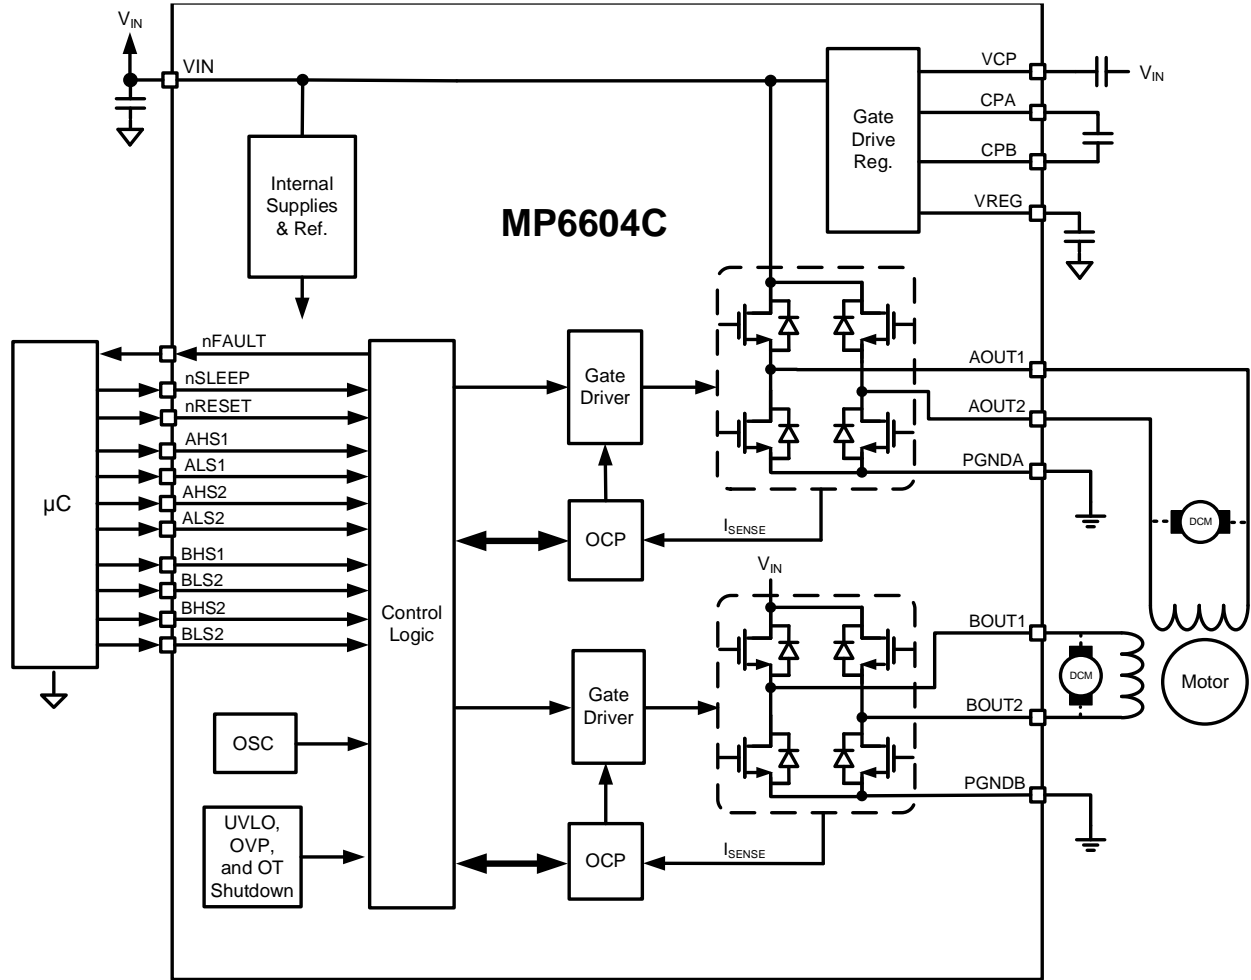 VIN
VIN
VCP
VIN
CPA
CPB
VREG
Gate
Drive
Reg.
Internal
Supplies
& Ref.
MP6604C
nFAULT
nSLEEP
nRESET
AHS1
ALS1
AHS2
ALS2
BHS1
BLS2
BHS2
BLS2
µC
Control
Logic
Gate
Driver
OCP
ISENSE
AOUT1
AOUT2
PGNDA
DCM
VIN
BOUT1
BOUT2
PGNDB
DCM
Motor
Gate
Driver
OCP
ISENSE
OSC
UVLO,
OVP,
and OT
Shutdown